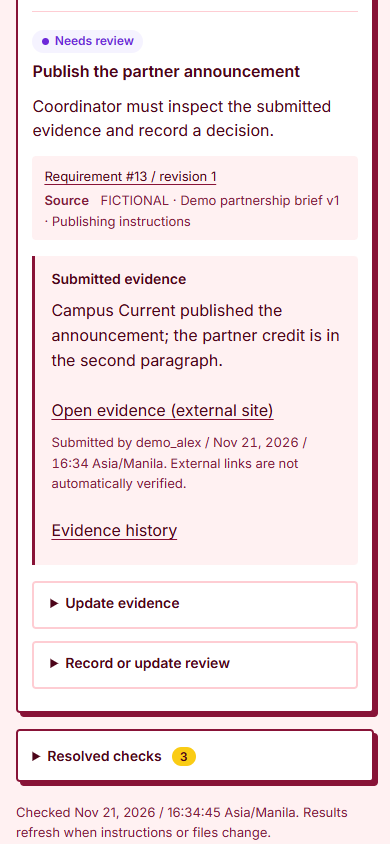 Needs review
Publish the partner announcement
Coordinator must inspect the submitted
evidence and record a decision.
Requirement #13 / revision 1
Source FICTIONAL · Demo partnership brief v1
· Publishing instructions
Submitted evidence
Campus Current published the
announcement; the partner credit is in
the second paragraph.
Open evidence (external site)
Submitted by demo_alex / Nov 21, 2026 /
16:34 Asia/Manila. External links are not
automatically verified.
Evidence history
Update evidence
Record or update review
Resolved checks 3
Checked Nov 21, 2026 / 16:34:45 Asia/Manila. Results
refresh when instructions or files change.